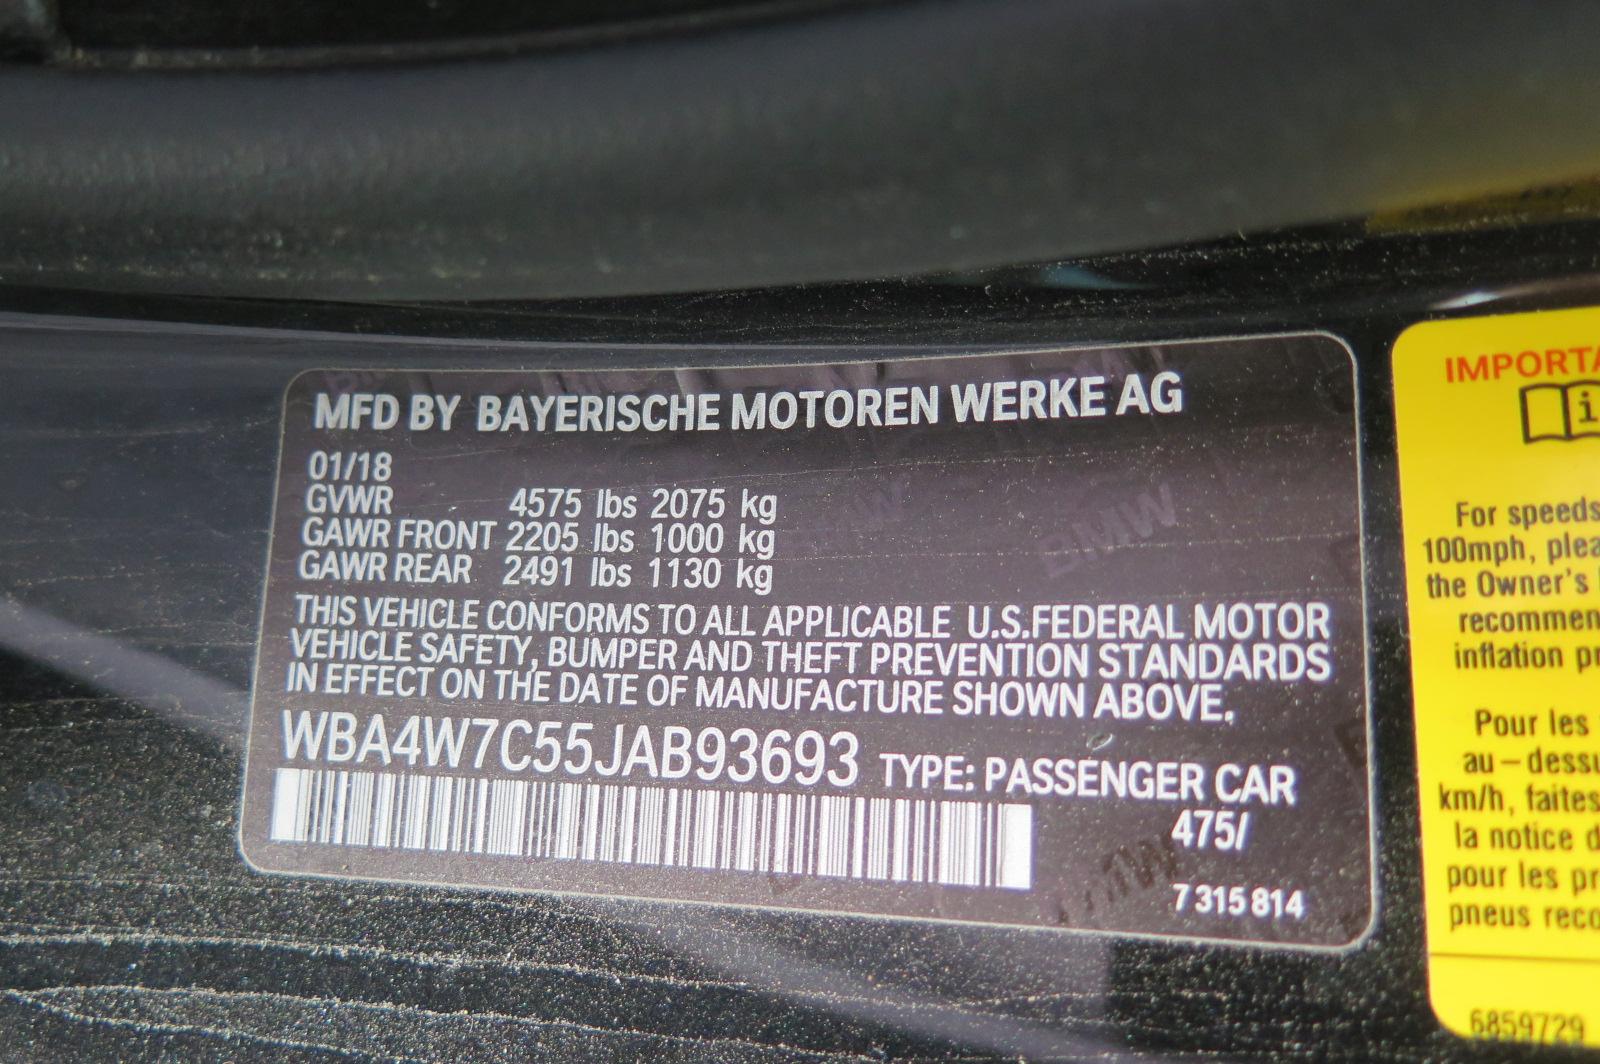 MFD BY BAYERISCHE MOTOREN WERKE AG
01/18
GVWR 4575 lbs 2075 kg
GAWR FRONT 2205 lbs 1000 kg
GAWR REAR 2491 lbs 1130 kg
THIS VEHICLE CONFORMS TO ALL APPLICABLE U.S.FEDERAL MOTOR
VEHICLE SAFETY, BUMPER AND THEFT PREVENTION STANDARDS
IN EFFECT ON THE DATE OF MANUFACTURE SHOWN ABOVE.
WBA4W7C55JAB93693 TYPE: PASSENGER CAR
475/
7 315 814
BMW
BMW
IMPORTA
i
For speeds
100mph, plea
the Owner's
recommen
inflation pr
Pour les
au-dessu
km/h, faites
la notice d
pour les pr
pneus reco
6859729